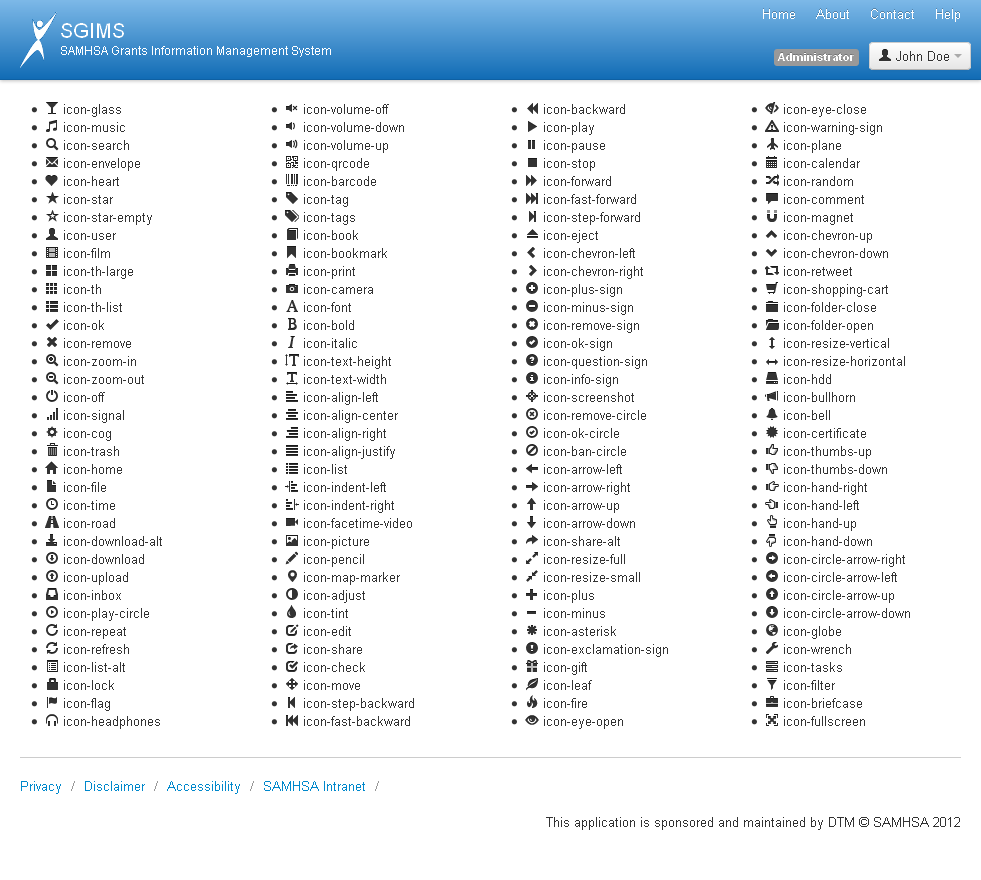 Home About Contact Help
SGIMS
SAMHSA Grants Information Management System
Administrator John Doe
icon-glass
icon-music
icon-search
icon-envelope
icon-heart
icon-star
icon-star-empty
icon-user
icon-film
icon-th-large
icon-th
icon-th-list
icon-ok
icon-remove
icon-zoom-in
icon-zoom-out
icon-off
icon-signal
icon-cog
icon-trash
icon-home
icon-file
icon-time
icon-road
icon-download-alt
icon-download
icon-upload
icon-inbox
icon-play-circle
icon-repeat
icon-refresh
icon-list-alt
icon-lock
icon-flag
icon-headphones
icon-volume-off
icon-volume-down
icon-volume-up
icon-qrcode
icon-barcode
icon-tag
icon-tags
icon-book
icon-bookmark
icon-print
icon-camera
icon-font
icon-bold
icon-italic
icon-text-height
icon-text-width
icon-align-left
icon-align-center
icon-align-right
icon-align-justify
icon-list
icon-indent-left
icon-indent-right
icon-facetime-video
icon-picture
icon-pencil
icon-map-marker
icon-adjust
icon-tint
icon-edit
icon-share
icon-check
icon-move
icon-step-backward
icon-fast-backward
icon-backward
icon-play
icon-pause
icon-stop
icon-forward
icon-fast-forward
icon-step-forward
icon-eject
icon-chevron-left
icon-chevron-right
icon-plus-sign
icon-minus-sign
icon-remove-sign
icon-ok-sign
icon-question-sign
icon-info-sign
icon-screenshot
icon-remove-circle
icon-ok-circle
icon-ban-circle
icon-arrow-left
icon-arrow-right
icon-arrow-up
icon-arrow-down
icon-share-alt
icon-resize-full
icon-resize-small
icon-plus
icon-minus
icon-asterisk
icon-exclamation-sign
icon-gift
icon-leaf
icon-fire
icon-eye-open
icon-eye-close
icon-warning-sign
icon-plane
icon-calendar
icon-random
icon-comment
icon-magnet
icon-chevron-up
icon-chevron-down
icon-retweet
icon-shopping-cart
icon-folder-close
icon-folder-open
icon-resize-vertical
icon-resize-horizontal
icon-hdd
icon-bullhorn
icon-bell
icon-certificate
icon-thumbs-up
icon-thumbs-down
icon-hand-right
icon-hand-left
icon-hand-up
icon-hand-down
icon-circle-arrow-right
icon-circle-arrow-left
icon-circle-arrow-up
icon-circle-arrow-down
icon-globe
icon-wrench
icon-tasks
icon-filter
icon-briefcase
icon-fullscreen
Privacy / Disclaimer / Accessibility / SAMHSA Intranet /
This application is sponsored and maintained by DTM © SAMHSA 2012